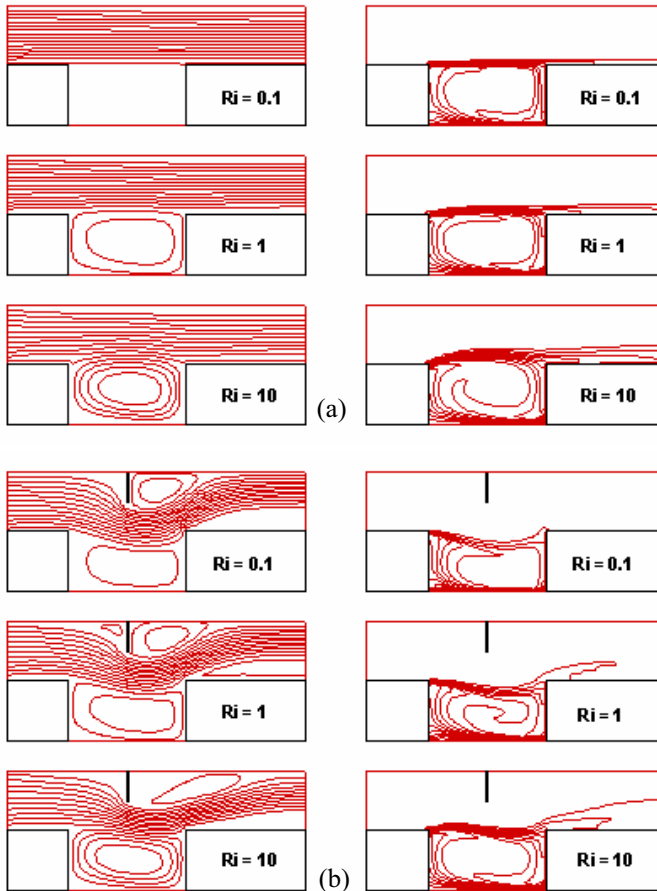 Ri = 0.1
Ri = 0.1
Ri = 1
Ri = 1
Ri = 10
(a)
Ri = 10
Ri = 0.1
Ri = 0.1
Ri = 1
Ri = 1
Ri = 10
(b)
Ri = 10